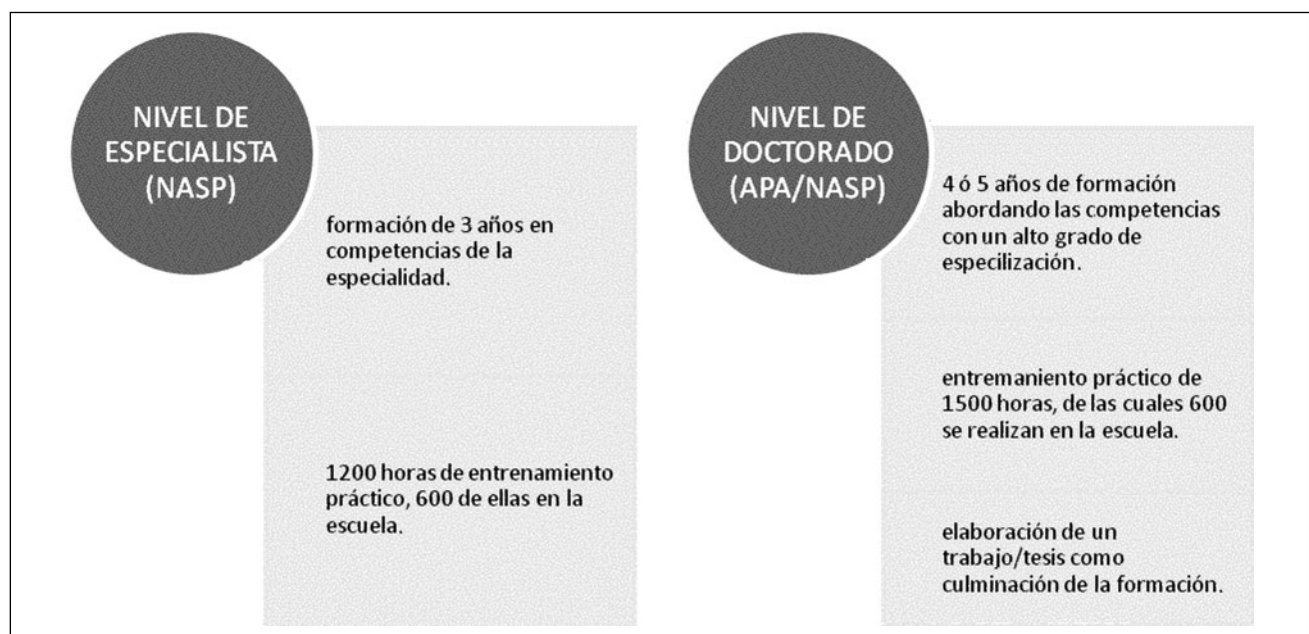 NIVEL DE
ESPECIALISTA
(NASP)
formación de 3 años en
competencias de la
especialidad.
1200 horas de entrenamiento
práctico, 600 de ellas en la
escuela.
NIVEL DE
DOCTORADO
(APA/NASP)
4 ó 5 años de formación
abordando las competencias
con un alto grado de
especilización.
entremaniento práctico de
1500 horas, de las cuales 600
se realizan en la escuela.
elaboración de un
trabajo/tesis como
culminación de la formación.